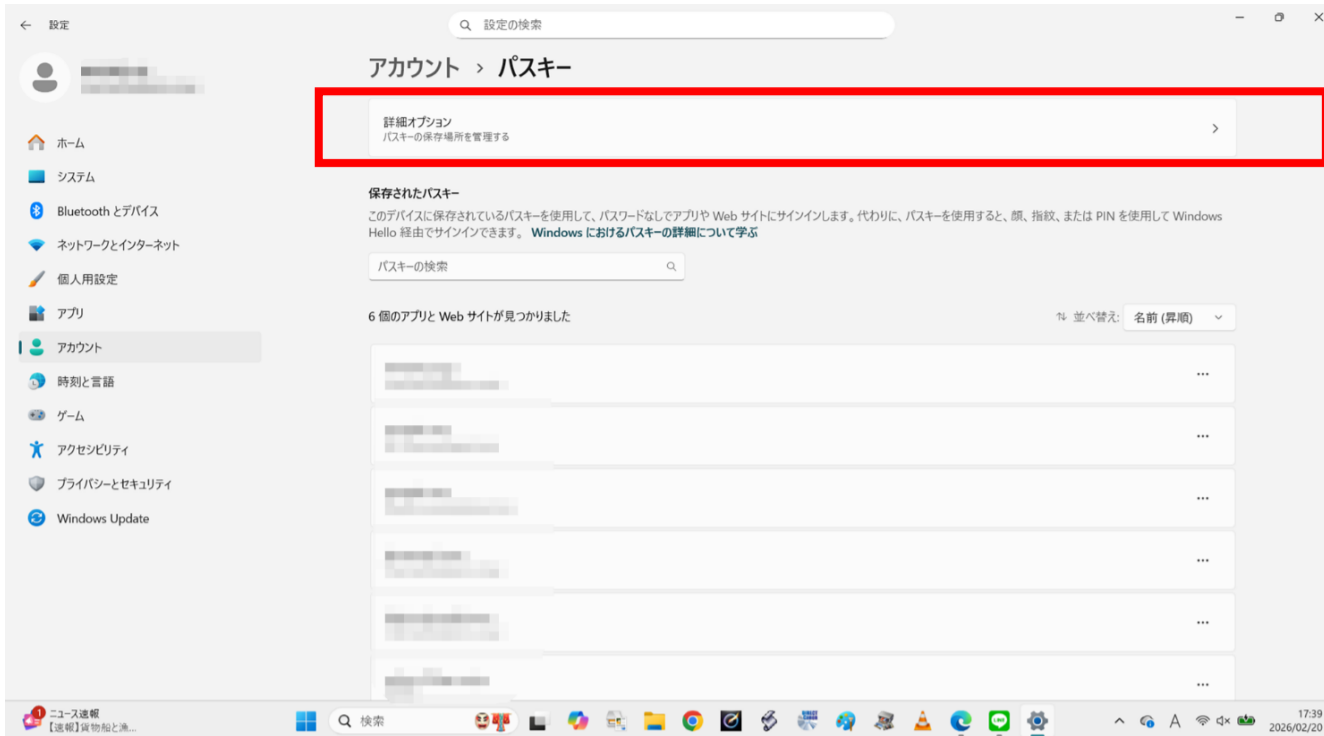 設定
設定の検索
アカウント › パスキー
詳細オプション
パスキーの保存場所を管理する
ホーム
システム
Bluetooth とデバイス
ネットワークとインターネット
個人用設定
アプリ
アカウント
時刻と言語
ゲーム
アクセシビリティ
プライバシーとセキュリティ
Windows Update
保存されたパスキー
このデバイスに保存されているパスキーを使用して、パスワードなしでアプリや Web サイトにサインインします。代わりに、パスキーを使用すると、顔、指紋、または PIN を使用して Windows
Hello 経由でサインインできます。 Windows におけるパスキーの詳細について学ぶ
パスキーの検索
6 個のアプリと Web サイトが見つかりました
並べ替え: 名前 (昇順)
1
ニュース速報
【速報】貨物船と漁...
検索
A
17:39
2026/02/20